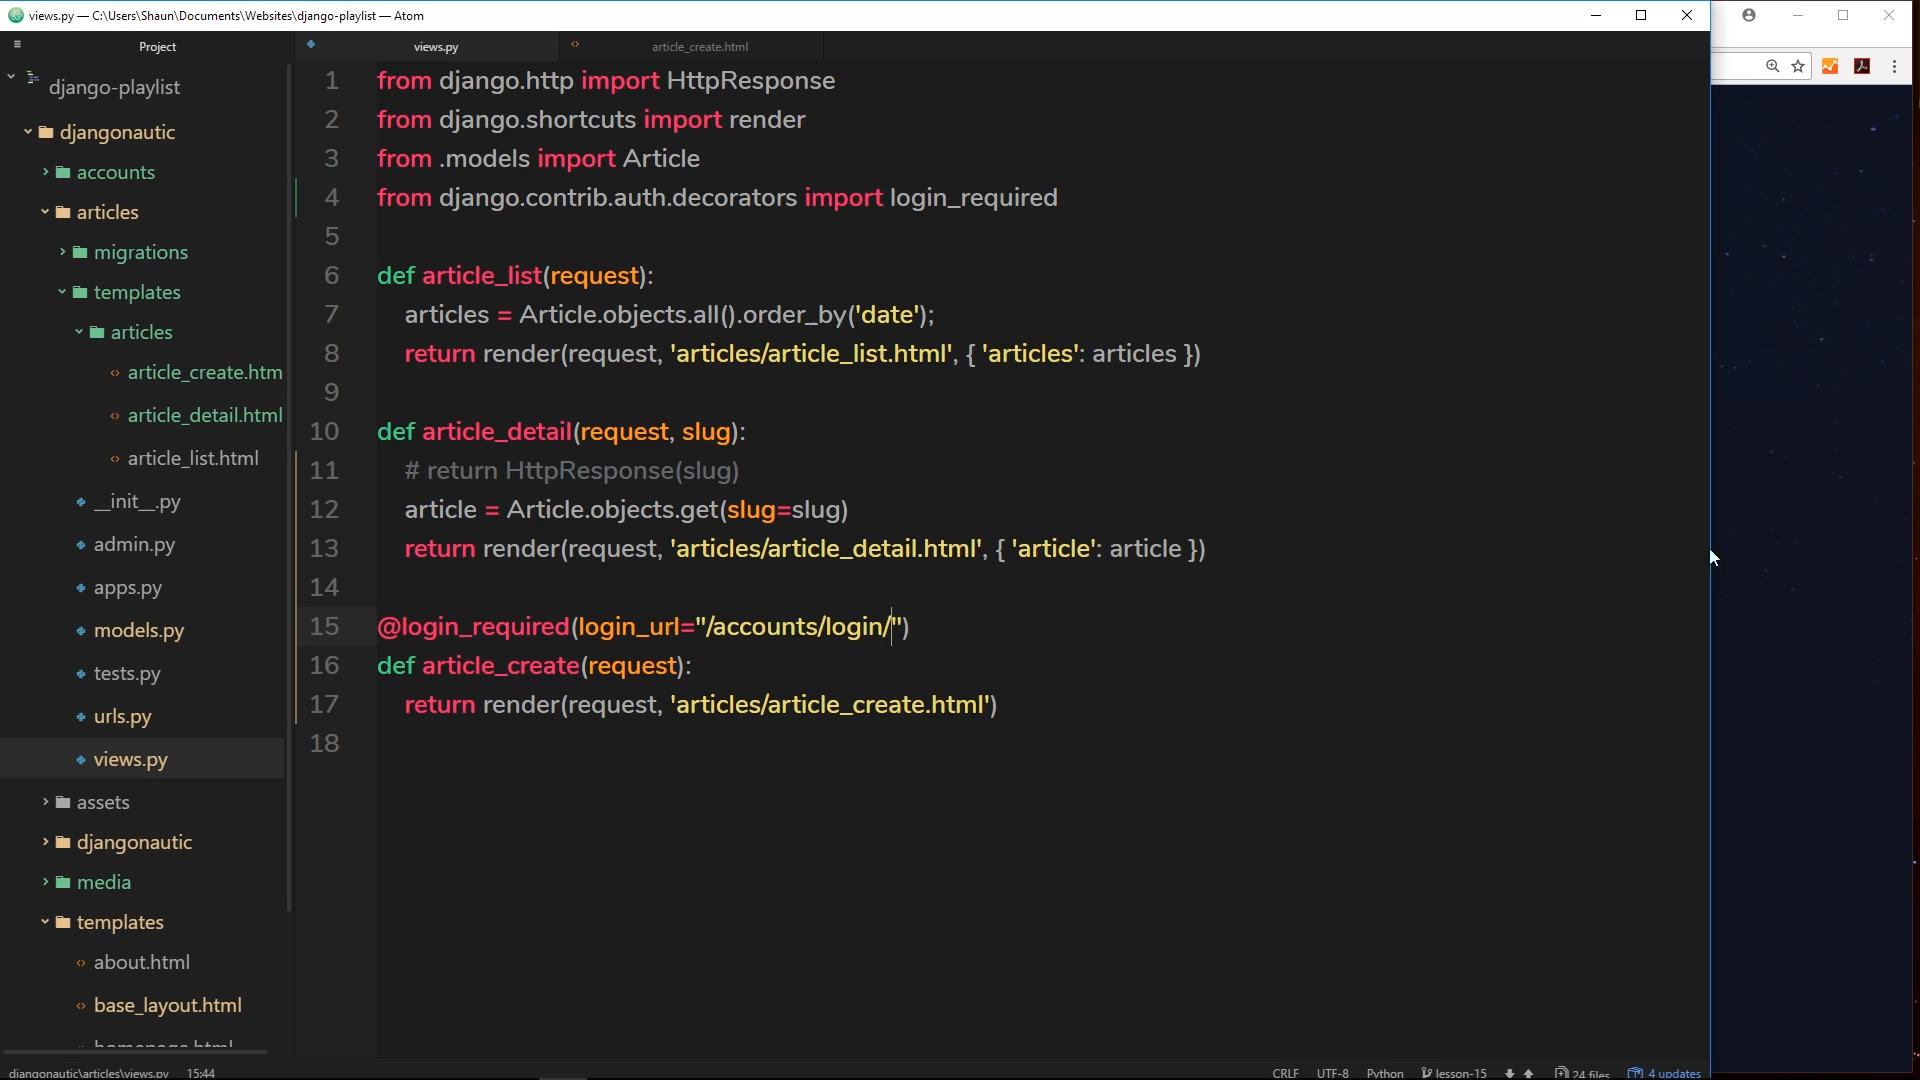 views.py — C:\Users\Shaun\Documents\Websites\django-playlist — Atom
Project
views.py
article_create.html
django-playlist
djangonautic
accounts
articles
migrations
templates
articles
article_create.htm
article_detail.html
article_list.html
__init__.py
admin.py
apps.py
models.py
tests.py
urls.py
views.py
assets
djangonautic
media
templates
about.html
base_layout.html
homepage.html
1 from django.http import HttpResponse
2 from django.shortcuts import render
3 from .models import Article
4 from django.contrib.auth.decorators import login_required
5
6 def article_list(request):
7 articles = Article.objects.all().order_by('date');
8 return render(request, 'articles/article_list.html', { 'articles': articles })
9
10 def article_detail(request, slug):
11 # return HttpResponse(slug)
12 article = Article.objects.get(slug=slug)
13 return render(request, 'articles/article_detail.html', { 'article': article })
14
15 @login_required(login_url="/accounts/login/")
16 def article_create(request):
17 return render(request, 'articles/article_create.html')
18
djangonautic\articles\views.py 15:44
CRLF UTF-8 Python lesson-15 24 files 4 updates